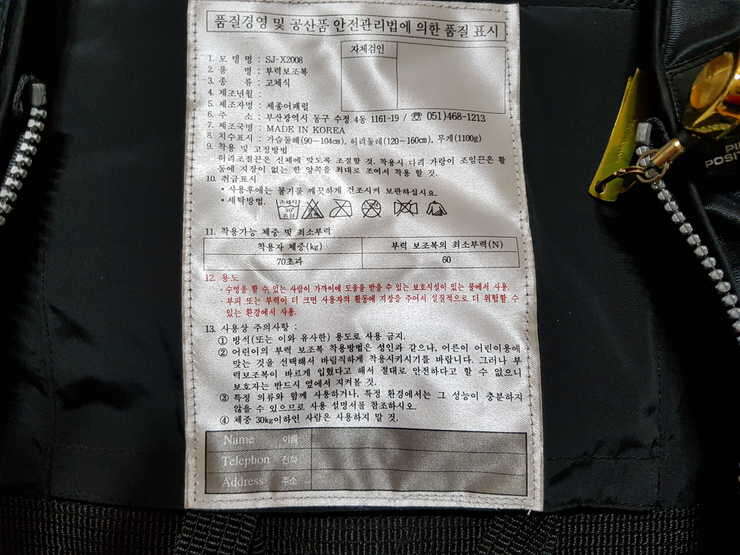 품질경영 및 공산품 안전관리법에 의한 품질 표시
자체검인
1. 모 델 명 : SJ-X2008
2. 품 명 : 부력보조복
3. 종 류 : 고체식
4. 제조년월 :
5. 제조자명 : 세종어패럴
6. 주 소 : 부산광역시 동구 수정 4동 1161-19 / ☏ 051)468-1213
7. 제조국명 : MADE IN KOREA
8. 치수표시 : 가슴둘레(90~104cm), 허리둘레(120~160cm), 무게(1100g)
9. 착용 및 고정방법
허리조절끈은 신체에 맞도록 조절할 것. 착용시 다리 가랑이 조임끈은 활
동에 지장이 없는 한 양쪽을 최대로 조여서 착용 할 것.
10. 취급표시
· 사용후에는 물기를 깨끗하게 건조시켜 보관하십시요.
· 세탁방법.
11. 착용가능 체중 및 최소부력
착용자 체중(kg) 부력 보조복의 최소부력(N)
70초과 60
12. 용도
· 수영을 할 수 있는 사람이 가까이에 도움을 받을 수 있는 보호시설이 있는 물에서 사용.
· 부피 또는 부력이 더 크면 사용자의 활동에 지장을 주어서 실질적으로 더 위험할 수
있는 환경에서 사용.
13. 사용상 주의사항 :
① 방석(또는 이와 유사한) 용도로 사용 금지.
② 어린이의 부력 보조복 착용방법은 성인과 같으나, 어른이 어린이용에
맞는 것을 선택해서 바람직하게 착용시키시기를 바랍니다. 그러나 부
력보조복이 바르게 입혔다고 해서 절대로 안전하다고 할 수 없으니
보호자는 반드시 옆에서 지켜볼 것.
③ 특정 의류와 함께 사용하거나, 특정 환경에서는 그 성능이 충분하지
않을 수 있으므로 사용 설명서를 참조하십시오.
④ 체중 30kg이하인 사람은 사용하지 말 것.
Name 이름
Telephon 전화
Address 주소